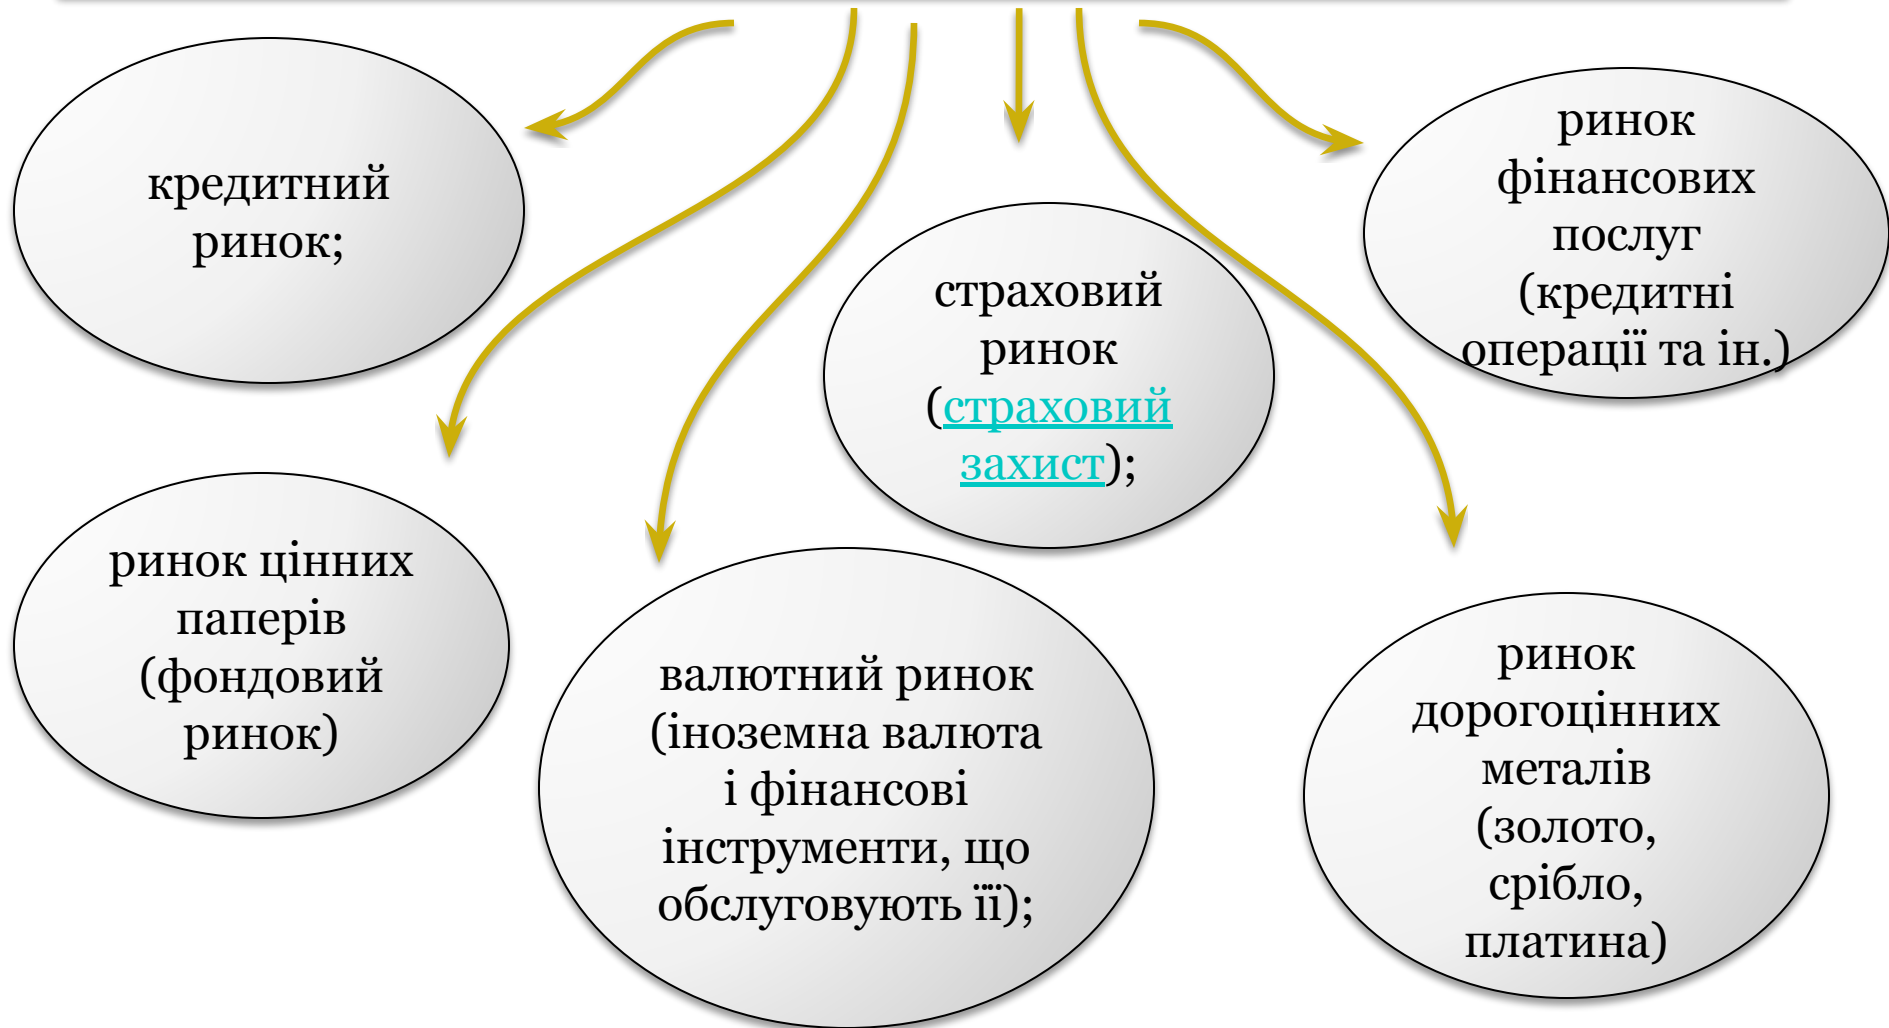 кредитний
ринок;
ринок цінних
паперів
(фондовий
ринок)
валютний ринок
(іноземна валюта
і фінансові
інструменти, що
обслуговують її);
страховий
ринок
(страховий
захист);
ринок
дорогоцінних
металів
(золото,
срібло,
платина)
ринок
фінансових
послуг
(кредитні
операції та ін.)